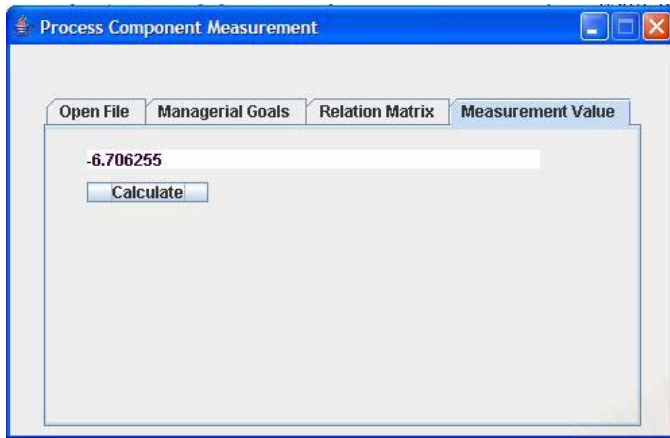 Process Component Measurement
Open File Managerial Goals Relation Matrix Measurement Value
-6.706255
Calculate